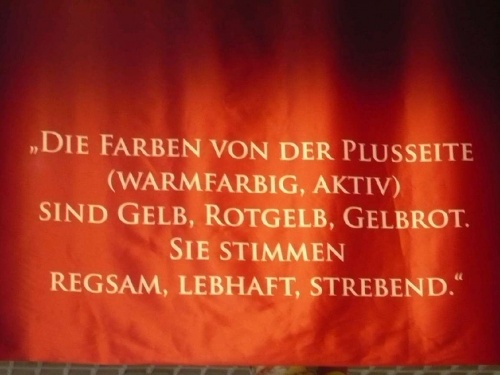 „Die Farben von der Plusseite
(warmfarbig, aktiv)
sind Gelb, Rotgelb, Gelbrot.
Sie stimmen
regsam, lebhaft, strebend.“